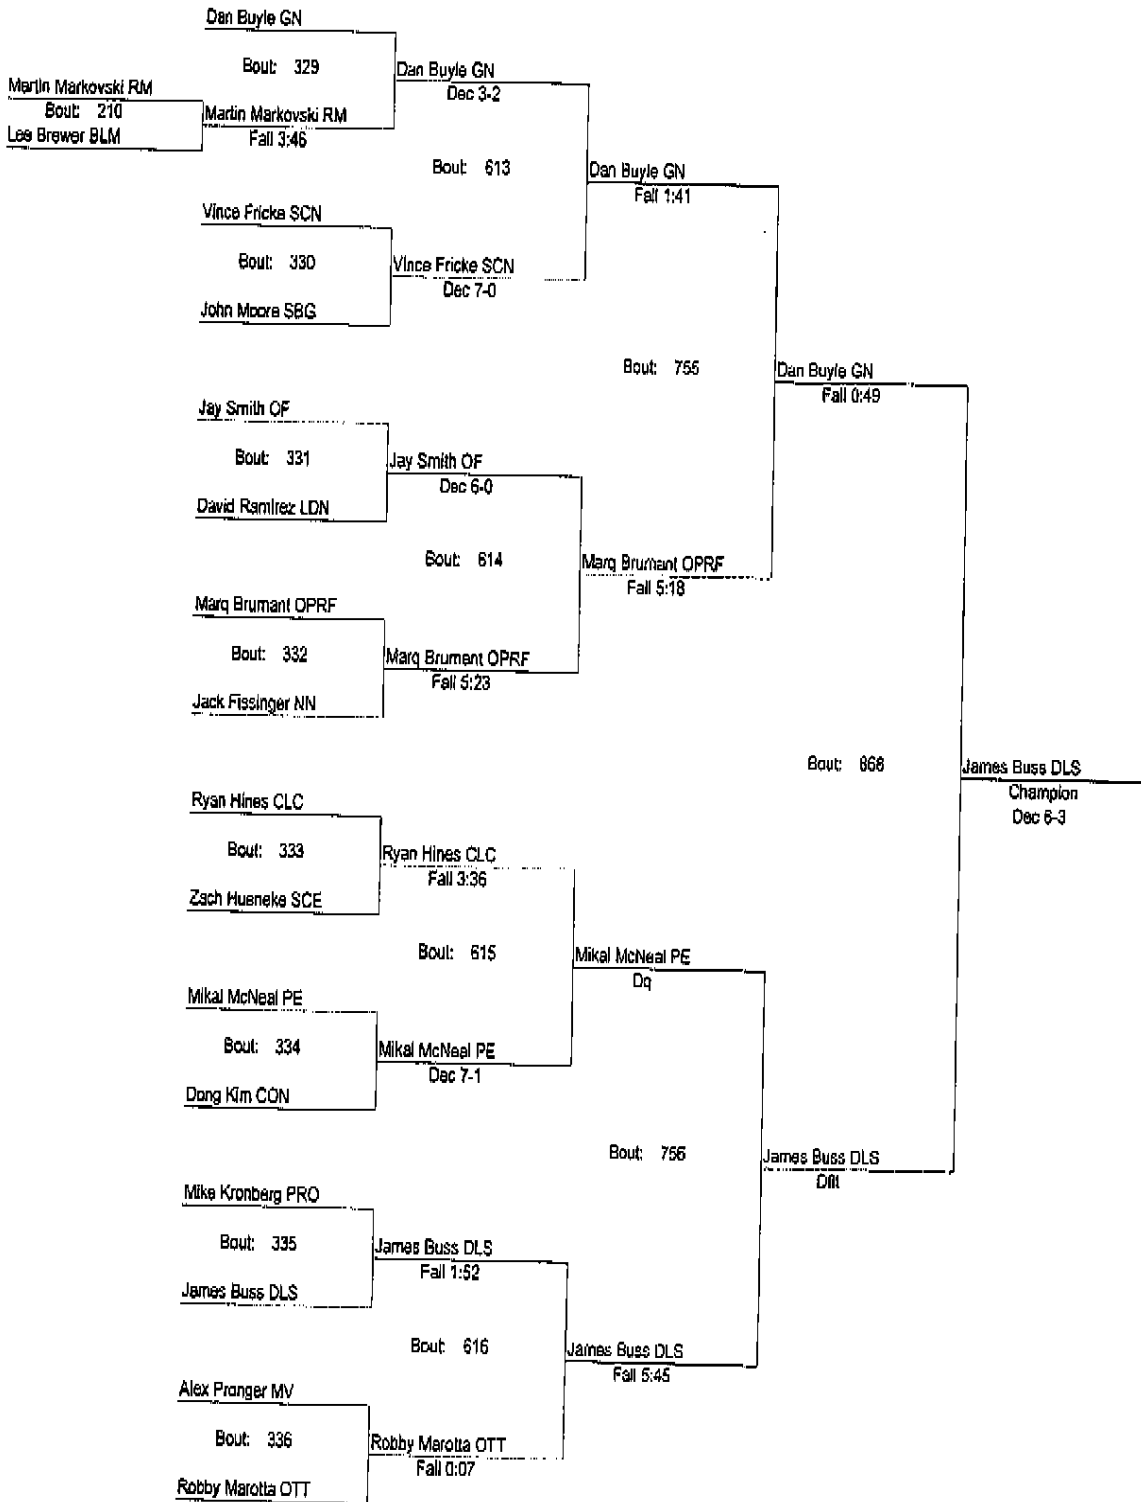 Dan Buyle GN
Bout: 329
Dan Buyle GN
Dec 3-2
Martin Markovski RM
Bout: 210
Martin Markovski RM
Fall 3:46
Lee Brewer BLM
Bout: 613
Dan Buyle GN
Fall 1:41
Vince Fricke SCN
Bout: 330
Vince Fricke SCN
Dec 7-0
John Moore SBG
Bout: 755
Dan Buyle GN
Fall 0:49
Jay Smith OF
Bout: 331
Jay Smith OF
Dec 6-0
David Ramirez LDN
Bout: 614
Marq Brumant OPRF
Fall 5:18
Marq Brumant OPRF
Bout: 332
Marq Brumant OPRF
Fall 5:23
Jack Fissinger NN
Bout: 868
James Buss DLS
Champion
Dec 6-3
Ryan Hines CLC
Bout: 333
Ryan Hines CLC
Fall 3:36
Zach Hueneke SCE
Bout: 615
Mikal McNeal PE
Dq
Mikal McNeal PE
Bout: 334
Mikal McNeal PE
Dec 7-1
Dong Kim CON
Bout: 756
James Buss DLS
Dflt
Mike Kronberg PRO
Bout: 335
James Buss DLS
Fall 1:52
James Buss DLS
Bout: 616
James Buss DLS
Fall 5:45
Alex Pronger MV
Bout: 336
Robby Marotta OTT
Fall 0:07
Robby Marotta OTT